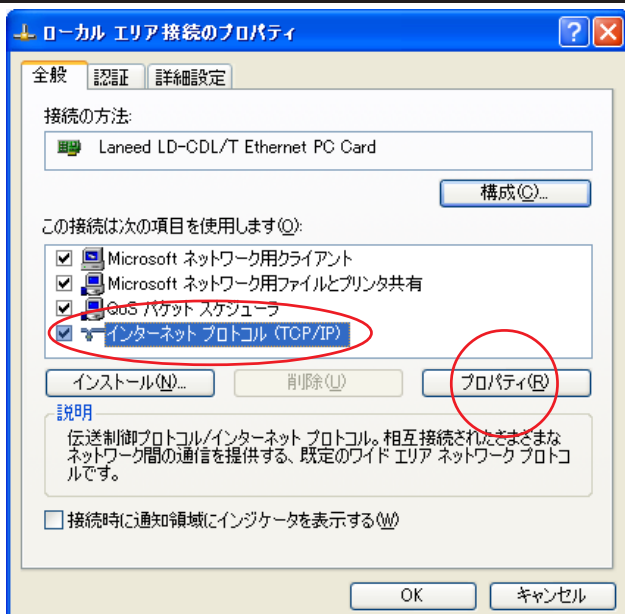 ローカル エリア接続のプロパティ
全般 認証 詳細設定
接続の方法:
Laneed LD-CDL/T Ethernet PC Card
構成(C)...
この接続は次の項目を使用します(O):
Microsoft ネットワーク用クライアント
Microsoft ネットワーク用ファイルとプリンタ共有
QoS パケット スケジューラ
インターネット プロトコル (TCP/IP)
インストール(N)... 削除(U) プロパティ(R)
説明
伝送制御プロトコル/インターネット プロトコル。相互接続されたさまざまな
ネットワーク間の通信を提供する、既定のワイド エリア ネットワーク プロトコ
ルです。
接続時に通知領域にインジケータを表示する(W)
OK キャンセル